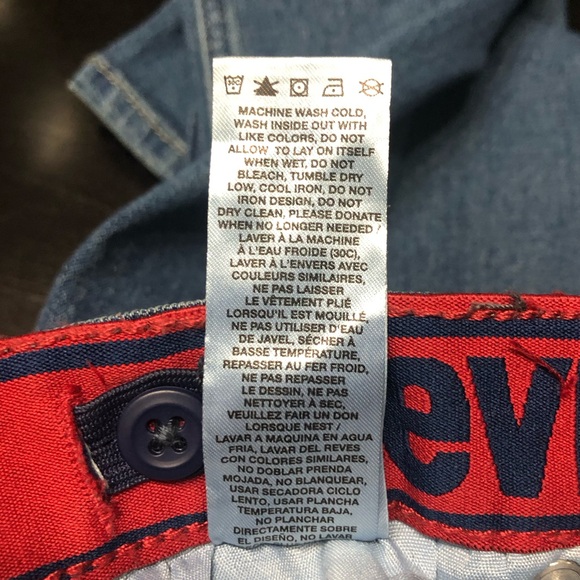 MACHINE WASH COLD,
WASH INSIDE OUT WITH
LIKE COLORS, DO NOT
ALLOW TO LAY ON ITSELF
WHEN WET, DO NOT
BLEACH, TUMBLE DRY
LOW, COOL IRON, DO NOT
IRON DESIGN, DO NOT
DRY CLEAN, PLEASE DONATE
WHEN NO LONGER NEEDED /
LAVER À LA MACHINE
À L'EAU FROIDE (30C),
LAVER À L'ENVERS AVEC
COULEURS SIMILAIRES,
NE PAS LAISSER
LE VÊTEMENT PLIÉ
LORSQU'IL EST MOUILLÉ,
NE PAS UTILISER D'EAU
DE JAVEL, SÉCHER À
BASSE TEMPÉRATURE,
REPASSER AU FER FROID,
NE PAS REPASSER
LE DESSIN, NE PAS
NETTOYER À SEC,
VEUILLEZ FAIRE UN DON
LORSQUE NEST /
LAVAR A MAQUINA EN AGUA
FRIA, LAVAR DEL REVES
CON COLORES SIMILARES,
NO DOBLAR PRENDA
MOJADA, NO BLANQUEAR,
USAR SECADORA CICLO
LENTO, USAR PLANCHA
TEMPERATURA BAJA,
NO PLANCHAR
DIRECTAMENTE SOBRE
EL DISEÑO, NO LAVAR
ev